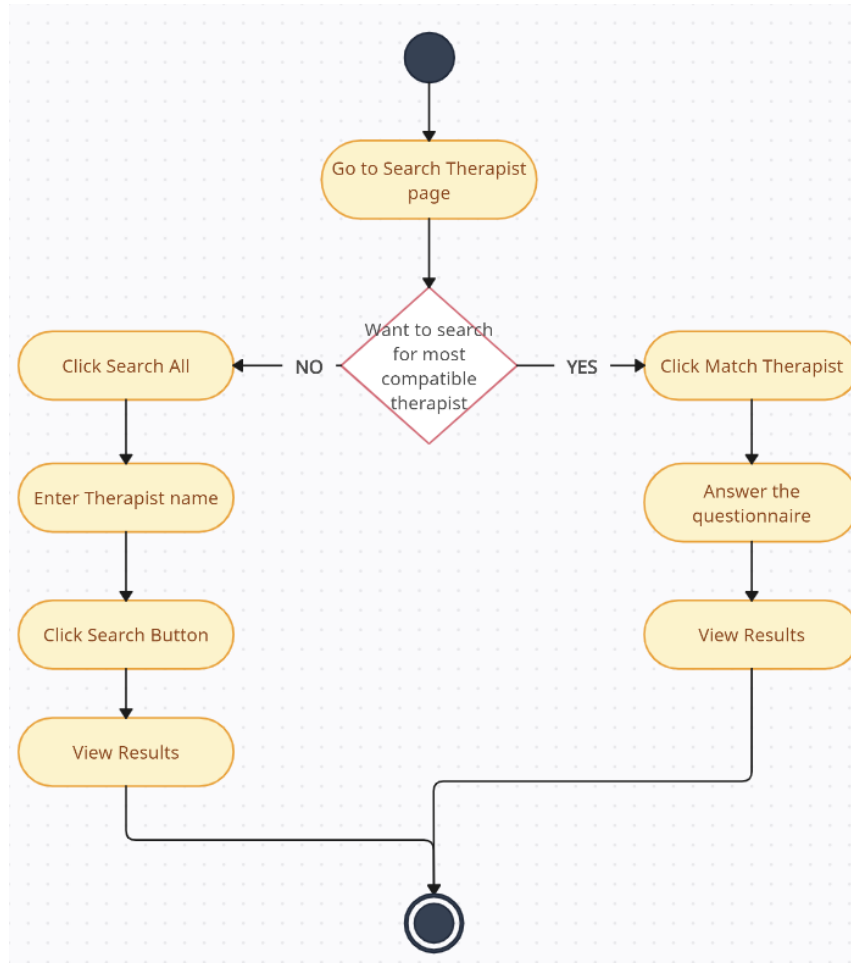 Go to Search Therapist
page
Want to search
for most
compatible
therapist
NO
YES
Click Search All
Click Match Therapist
Enter Therapist name
Answer the
questionnaire
Click Search Button
View Results
View Results